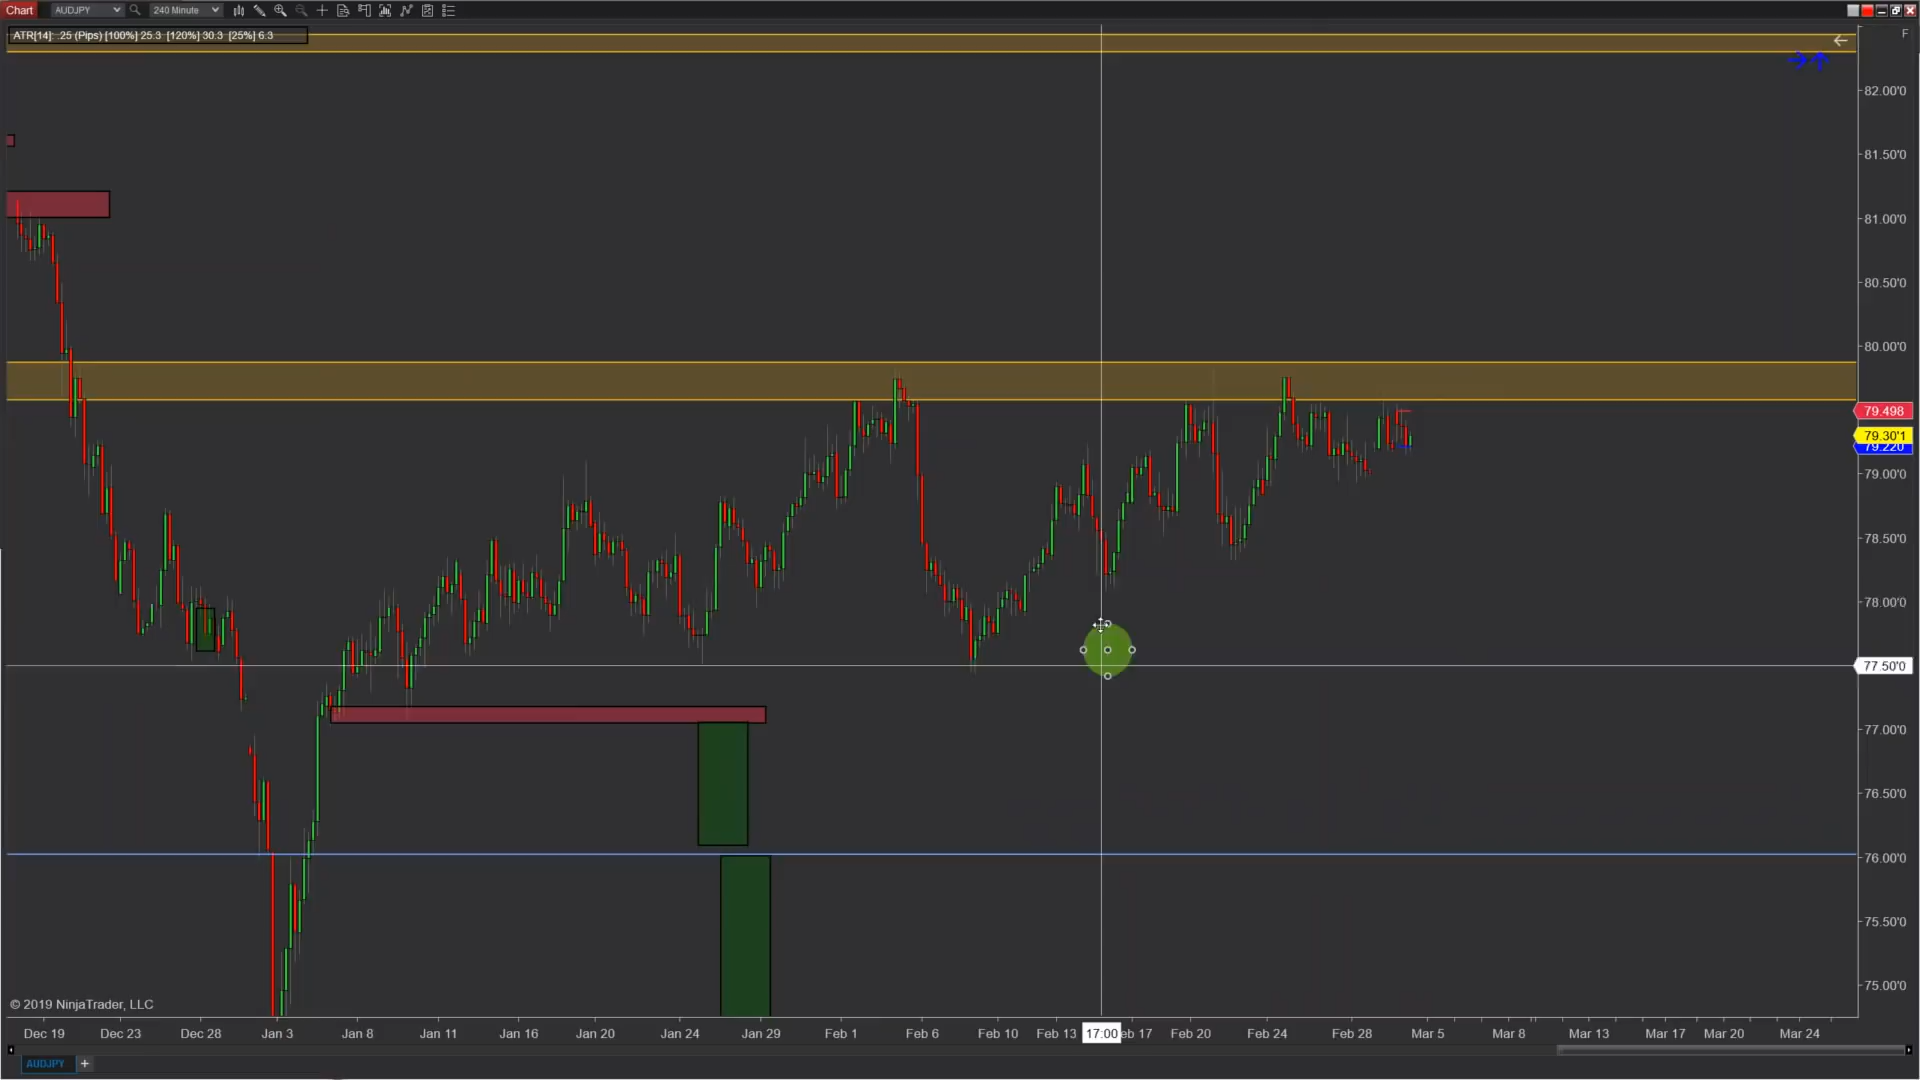 Chart AUDJPY 240 Minute
ATR[14]: .25 (Pips) [100%] 25.3 [120%] 30.3 [25%] 6.3
F
82.00'0
81.50'0
81.00'0
80.50'0
80.00'0
79.498
79.30'1
79.220
79.00'0
78.50'0
78.00'0
77.50'0
77.00'0
76.50'0
76.00'0
75.50'0
75.00'0
© 2019 NinjaTrader, LLC
Dec 19 Dec 23 Dec 28 Jan 3 Jan 8 Jan 11 Jan 16 Jan 20 Jan 24 Jan 29 Feb 1 Feb 6 Feb 10 Feb 13 17:00 eb 17 Feb 20 Feb 24 Feb 28 Mar 5 Mar 8 Mar 13 Mar 17 Mar 20 Mar 24
AUDJPY +